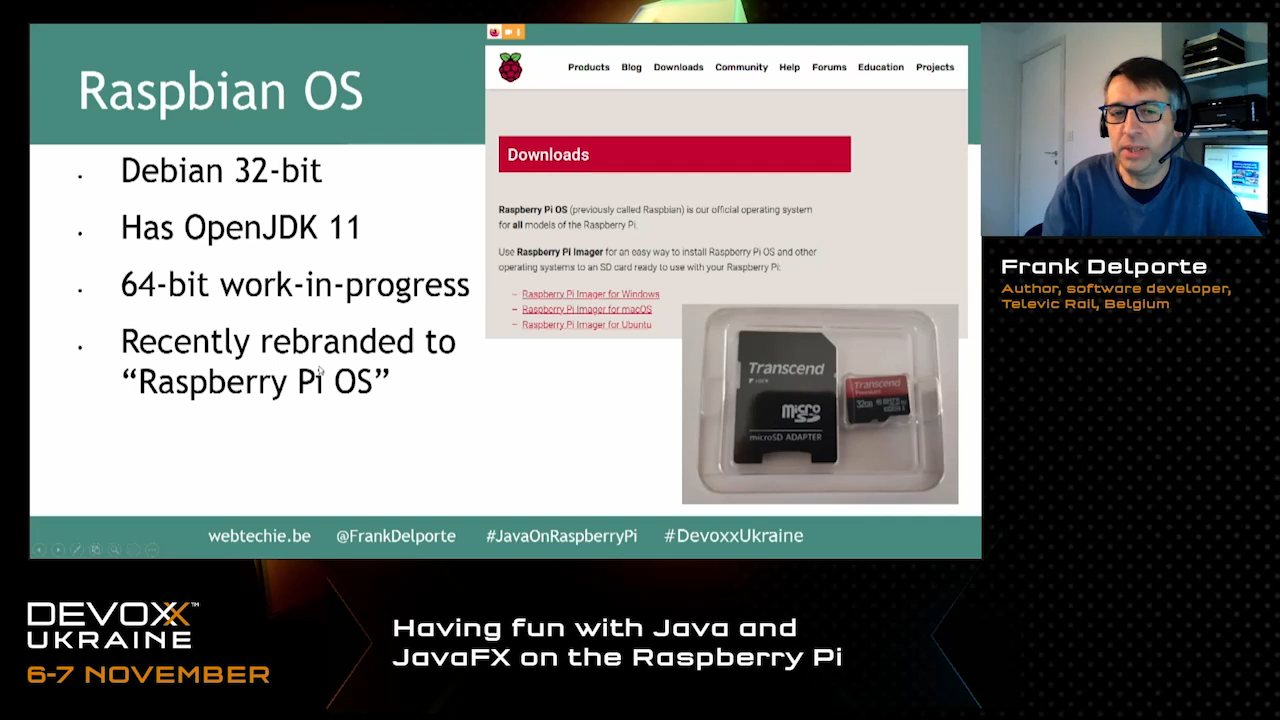 Raspbian OS
Debian 32-bit
Has OpenJDK 11
64-bit work-in-progress
Recently rebranded to
“Raspberry Pi OS”
Products Blog Downloads Community Help Forums Education Projects
Downloads
Raspberry Pi OS (previously called Raspbian) is our official operating system
for all models of the Raspberry Pi.
Use Raspberry Pi Imager for an easy way to install Raspberry Pi OS and other
operating systems to an SD card ready to use with your Raspberry Pi:
Raspberry Pi Imager for Windows
Raspberry Pi Imager for macOS
Raspberry Pi Imager for Ubuntu
Transcend
LOCK
micro
SD
microSD ADAPTER
Transcend
Premium
32GB
webtechie.be @FrankDelporte #JavaOnRaspberryPi #DevoxxUkraine
Frank Delporte
Author, software developer,
Televic Rail, Belgium
DEVOXX™
UKRAINE
6-7 NOVEMBER
Having fun with Java and
JavaFX on the Raspberry Pi